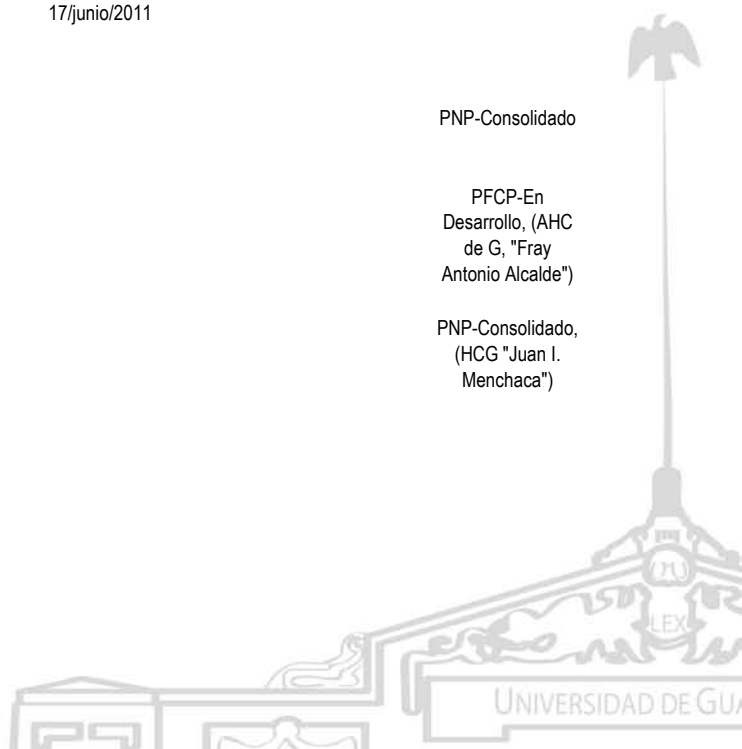 17/junio/2011
PNP-Consolidado
PFCP-En
Desarrollo, (AHC
de G, "Fray
Antonio Alcalde")
PNP-Consolidado,
(HCG "Juan I.
Menchaca")
LEX
UNIVERSIDAD DE GUA